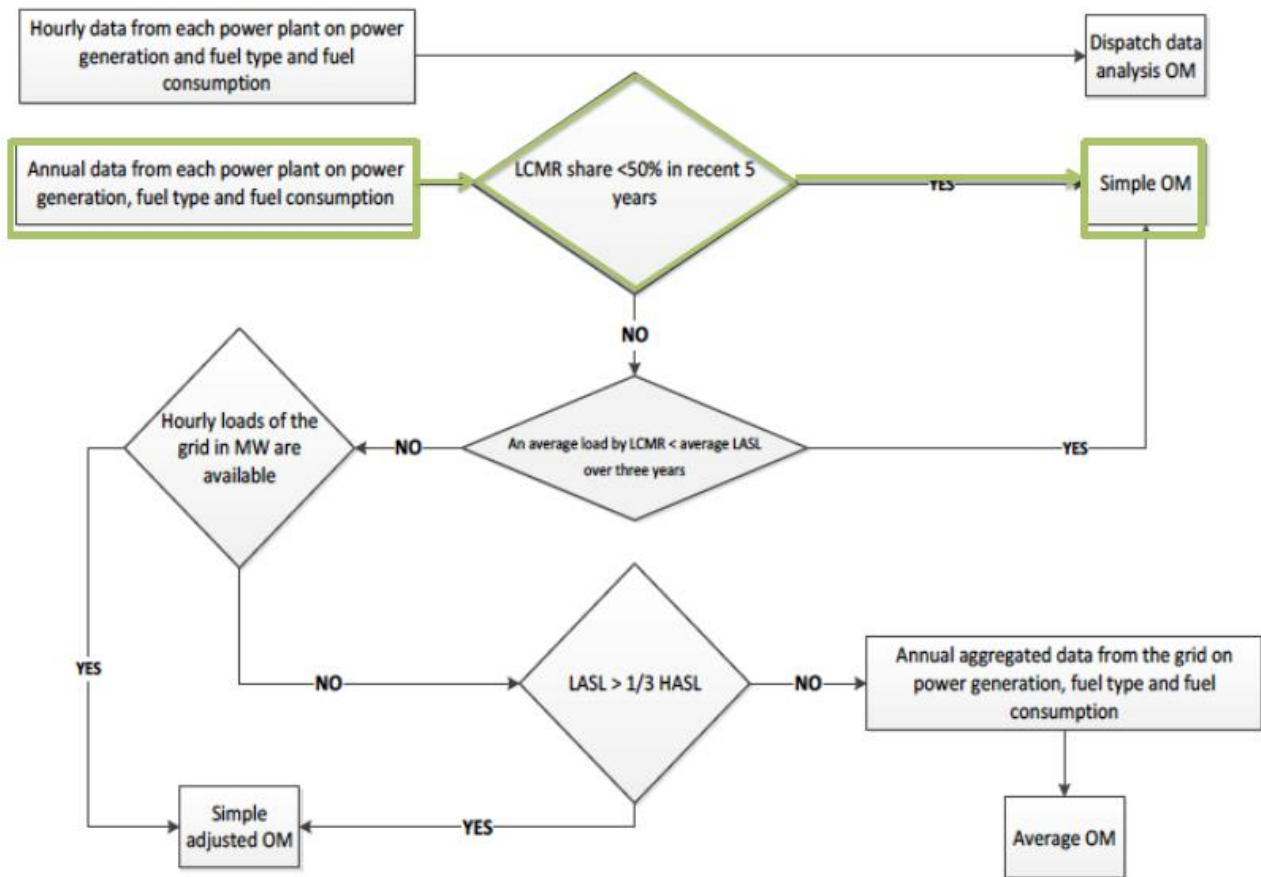 Hourly data from each power plant on power
generation and fuel type and fuel
consumption
Dispatch data
analysis OM
Annual data from each power plant on power
generation, fuel type and fuel consumption
LCMR share <50% in recent 5
years
YES
Simple OM
NO
Hourly loads of the
grid in MW are
available
NO
An average load by LCMR < average LASL
over three years
YES
YES
NO
LASL > 1/3 HASL
NO
Annual aggregated data from the grid on
power generation, fuel type and fuel
consumption
Simple
adjusted OM
YES
Average OM